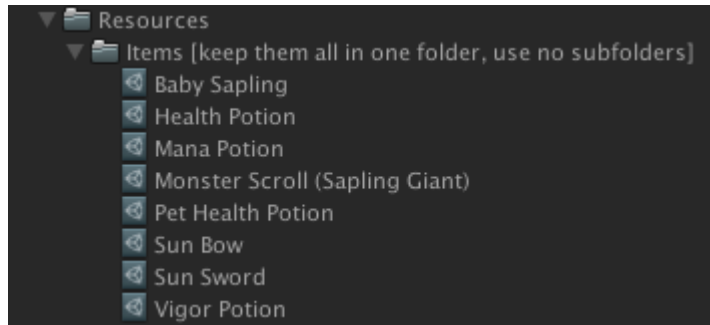 Resources
Items [keep them all in one folder, use no subfolders]
Baby Sapling
Health Potion
Mana Potion
Monster Scroll (Sapling Giant)
Pet Health Potion
Sun Bow
Sun Sword
Vigor Potion